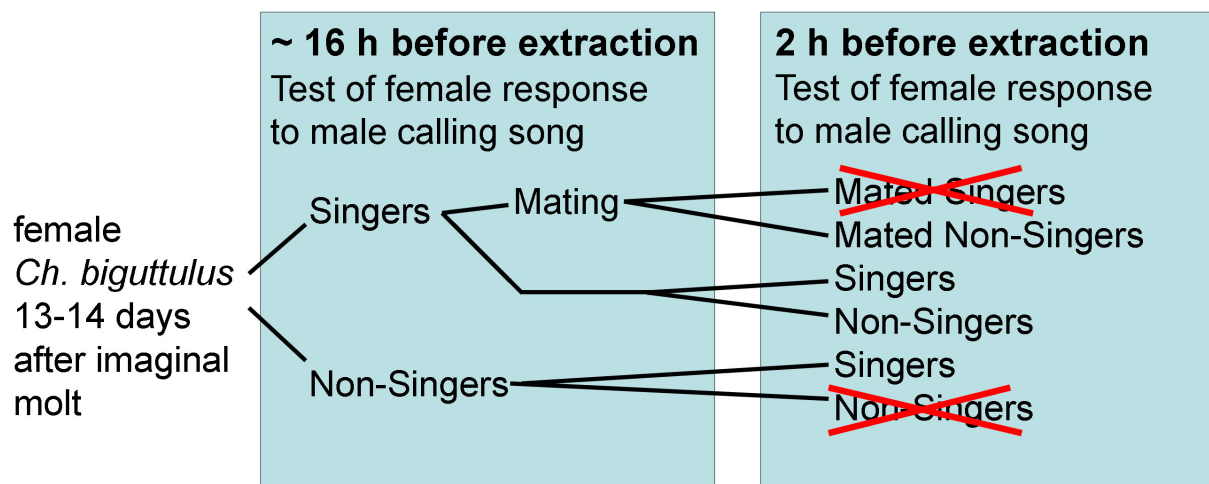 female
Ch. biguttulus
13-14 days
after imaginal
molt
~ 16 h before extraction
Test of female response
to male calling song
Singers
Mating
Non-Singers
2 h before extraction
Test of female response
to male calling song
Mated Singers
Mated Non-Singers
Singers
Non-Singers
Singers
Non-Singers